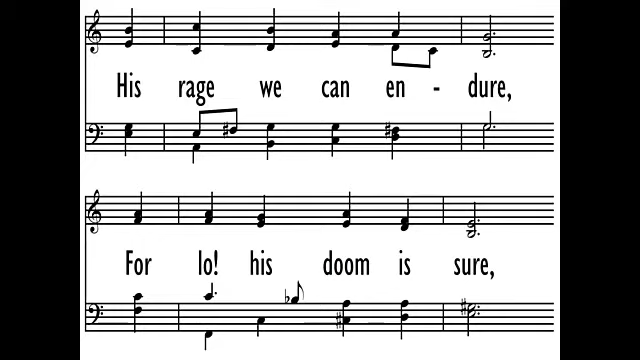 His rage we can en - dure,
For lo! his doom is sure,